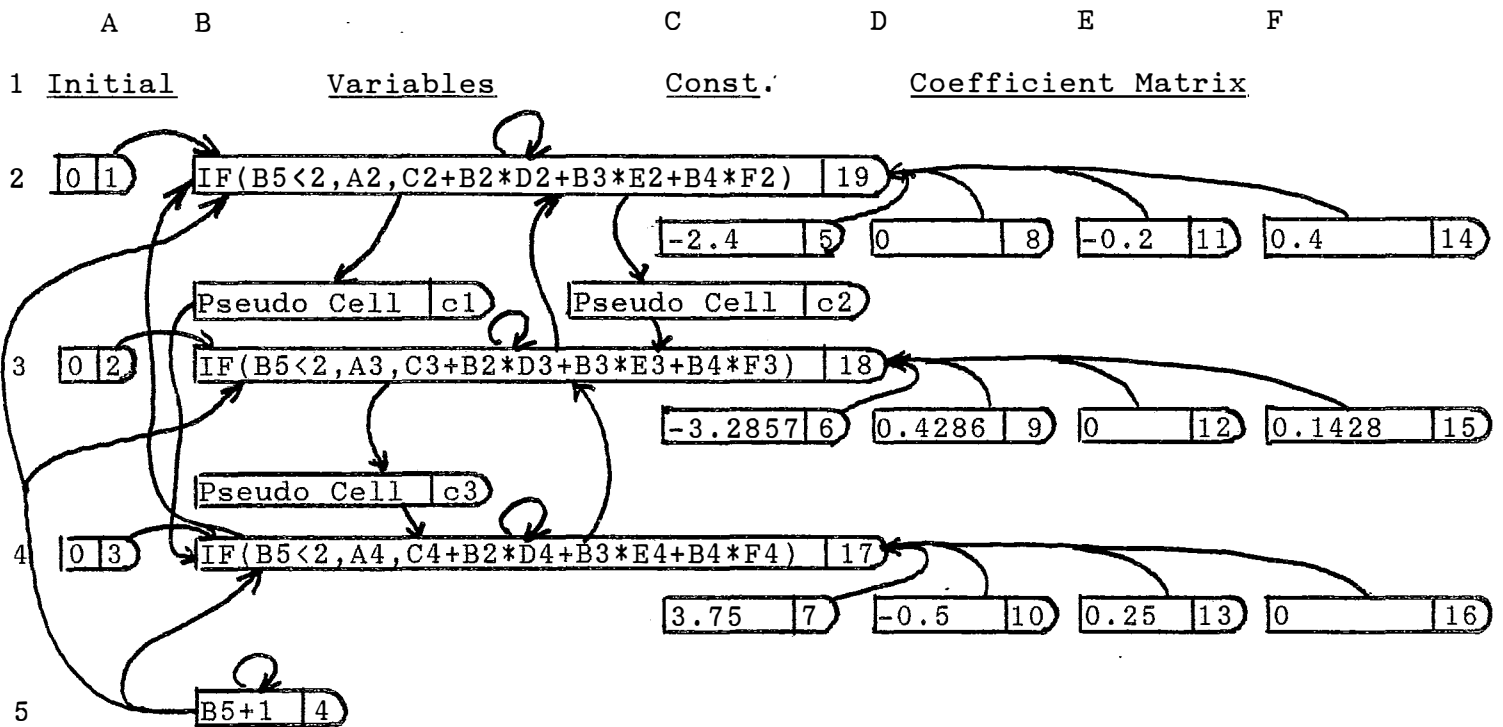 A B C D E F
1 Initial Variables Const. Coefficient Matrix
2 0 1 IF(B5<2,A2,C2+B2*D2+B3*E2+B4*F2) 19
-2.4 5 0 8 -0.2 11 0.4 14
Pseudo Cell c1 Pseudo Cell c2
3 0 2 IF(B5<2,A3,C3+B2*D3+B3*E3+B4*F3) 18
-3.2857 6 0.4286 9 0 12 0.1428 15
Pseudo Cell c3
4 0 3 IF(B5<2,A4,C4+B2*D4+B3*E4+B4*F4) 17
3.75 7 -0.5 10 0.25 13 0 16
5 B5+1 4